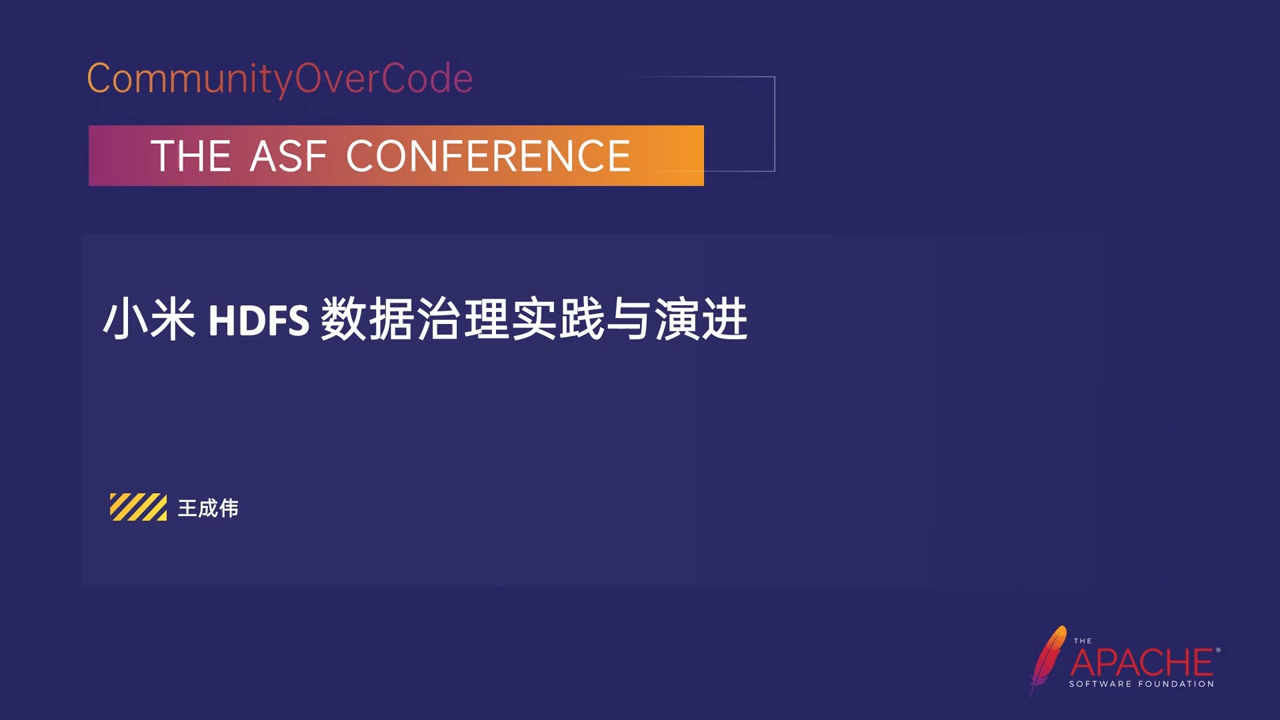 CommunityOverCode
THE ASF CONFERENCE
小米 HDFS 数据治理实践与演进
王成伟
THE
APACHE®
SOFTWARE FOUNDATION